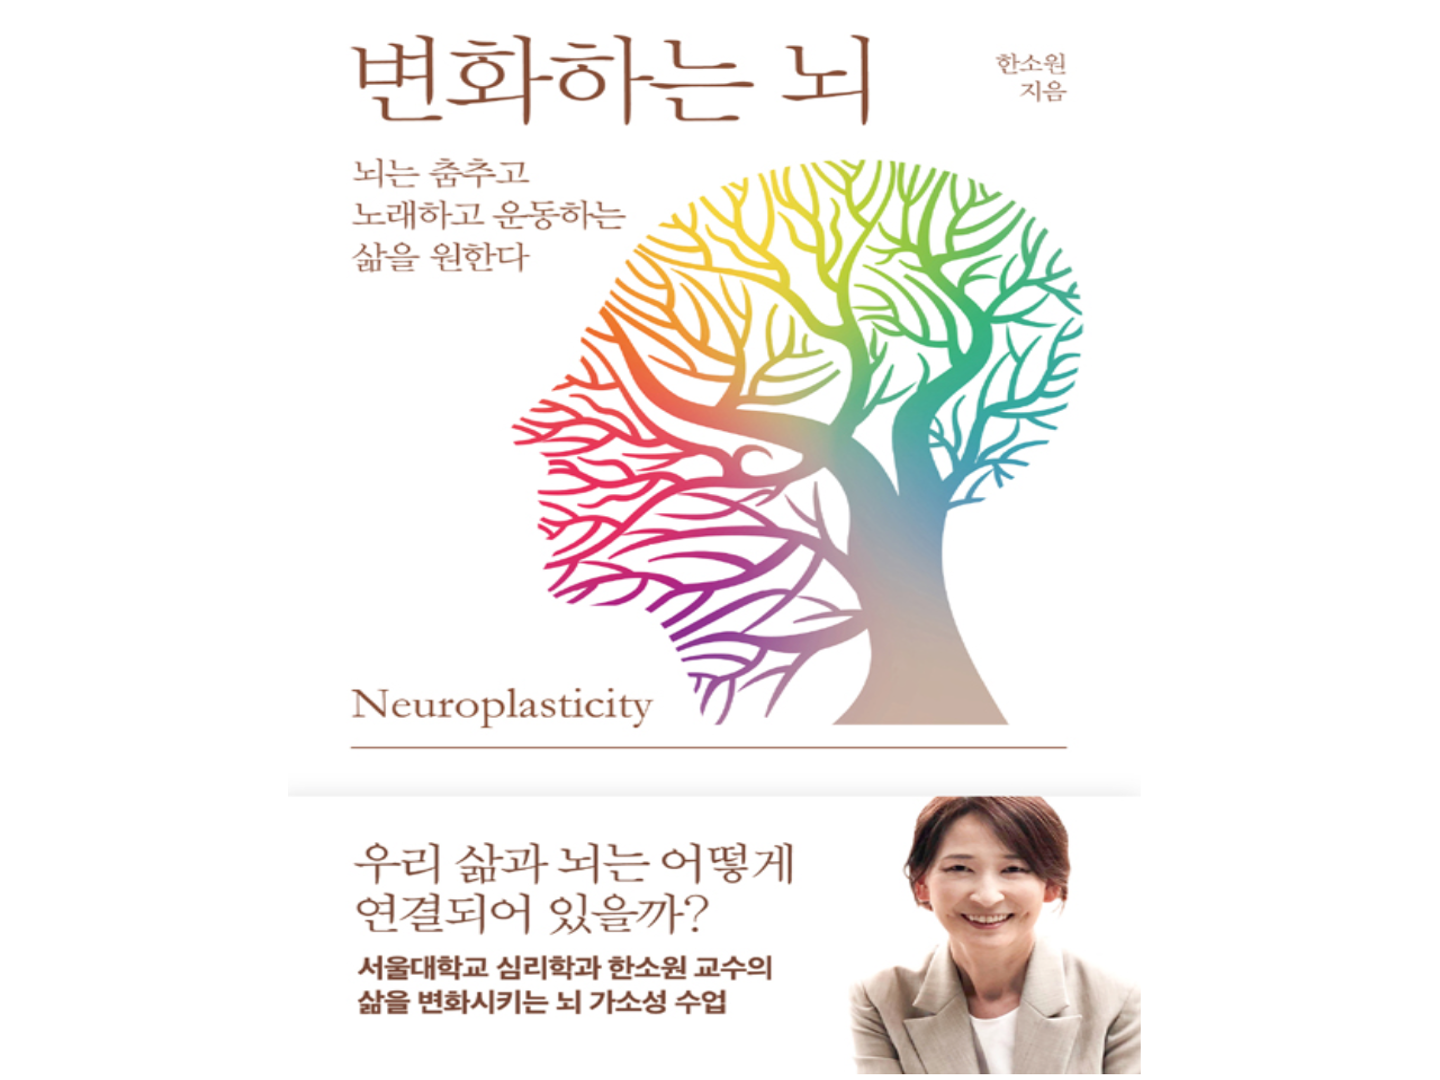 변화하는 뇌
한소원
지음
뇌는 춤추고
노래하고 운동하는
삶을 원한다
Neuroplasticity
우리 삶과 뇌는 어떻게
연결되어 있을까?
서울대학교 심리학과 한소원 교수의
삶을 변화시키는 뇌 가소성 수업